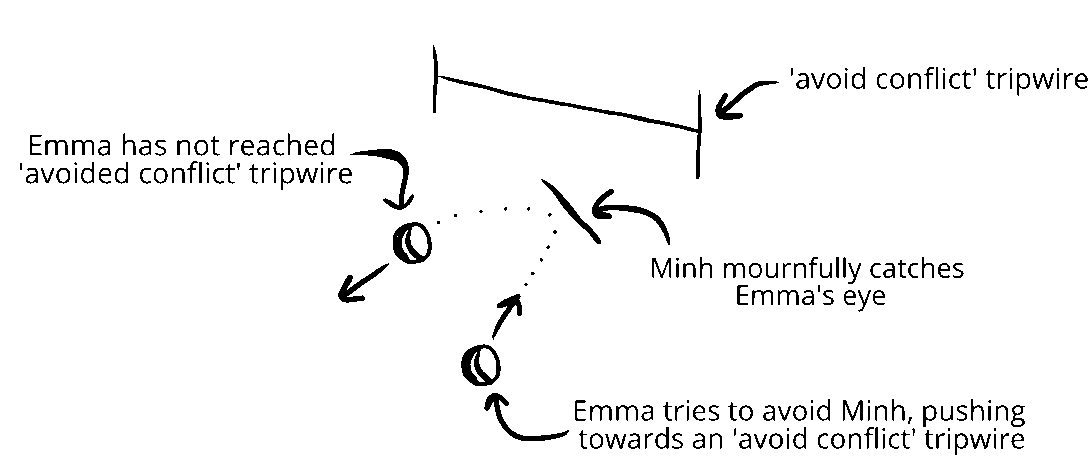 'avoid conflict' tripwire
Emma has not reached
'avoided conflict' tripwire
Minh mournfully catches
Emma's eye
Emma tries to avoid Minh, pushing
towards an 'avoid conflict' tripwire